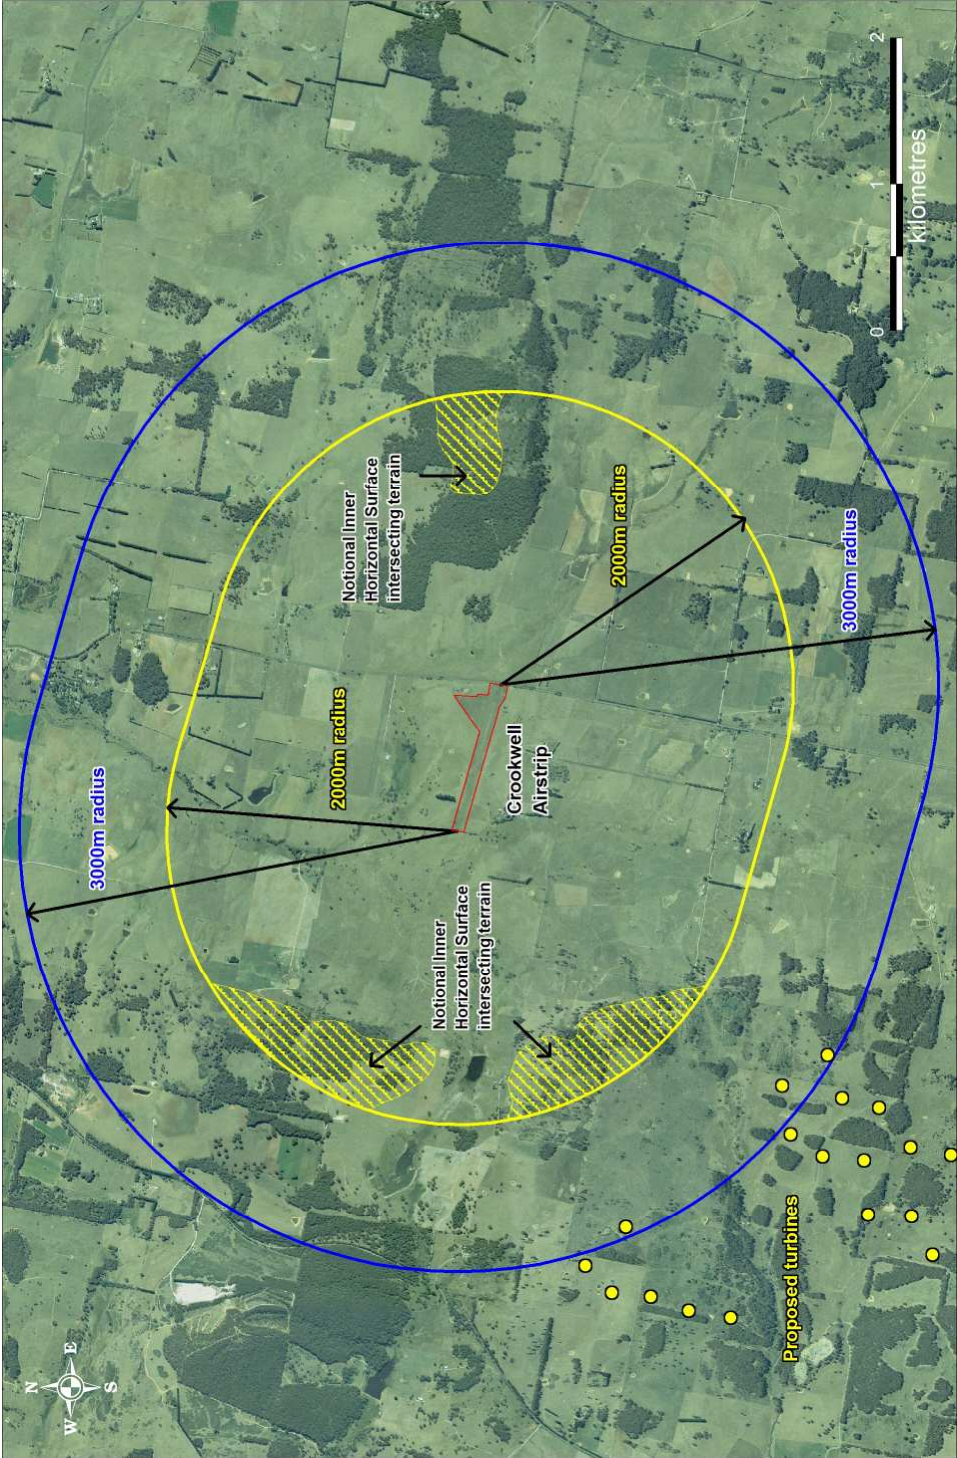 N
W
E
S
3000m radius
2000m radius
Notional Inner
Horizontal Surface
intersecting terrain
Notional Inner
Horizontal Surface
intersecting terrain
Crookwell
Airstrip
2000m radius
3000m radius
Proposed turbines
0
1
2
kilometres